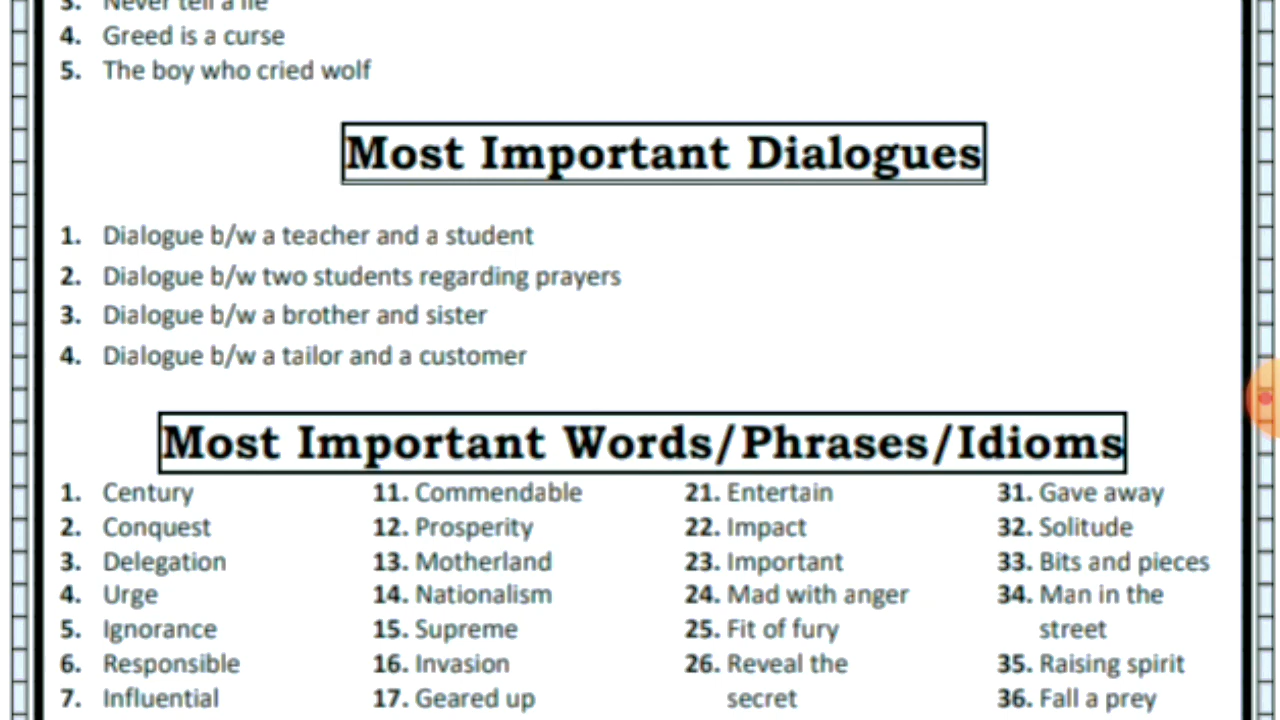 3. Never tell a lie
4. Greed is a curse
5. The boy who cried wolf
Most Important Dialogues
1. Dialogue b/w a teacher and a student
2. Dialogue b/w two students regarding prayers
3. Dialogue b/w a brother and sister
4. Dialogue b/w a tailor and a customer
Most Important Words/Phrases/Idioms
1. Century
2. Conquest
3. Delegation
4. Urge
5. Ignorance
6. Responsible
7. Influential
11. Commendable
12. Prosperity
13. Motherland
14. Nationalism
15. Supreme
16. Invasion
17. Geared up
21. Entertain
22. Impact
23. Important
24. Mad with anger
25. Fit of fury
26. Reveal the
secret
31. Gave away
32. Solitude
33. Bits and pieces
34. Man in the
street
35. Raising spirit
36. Fall a prey